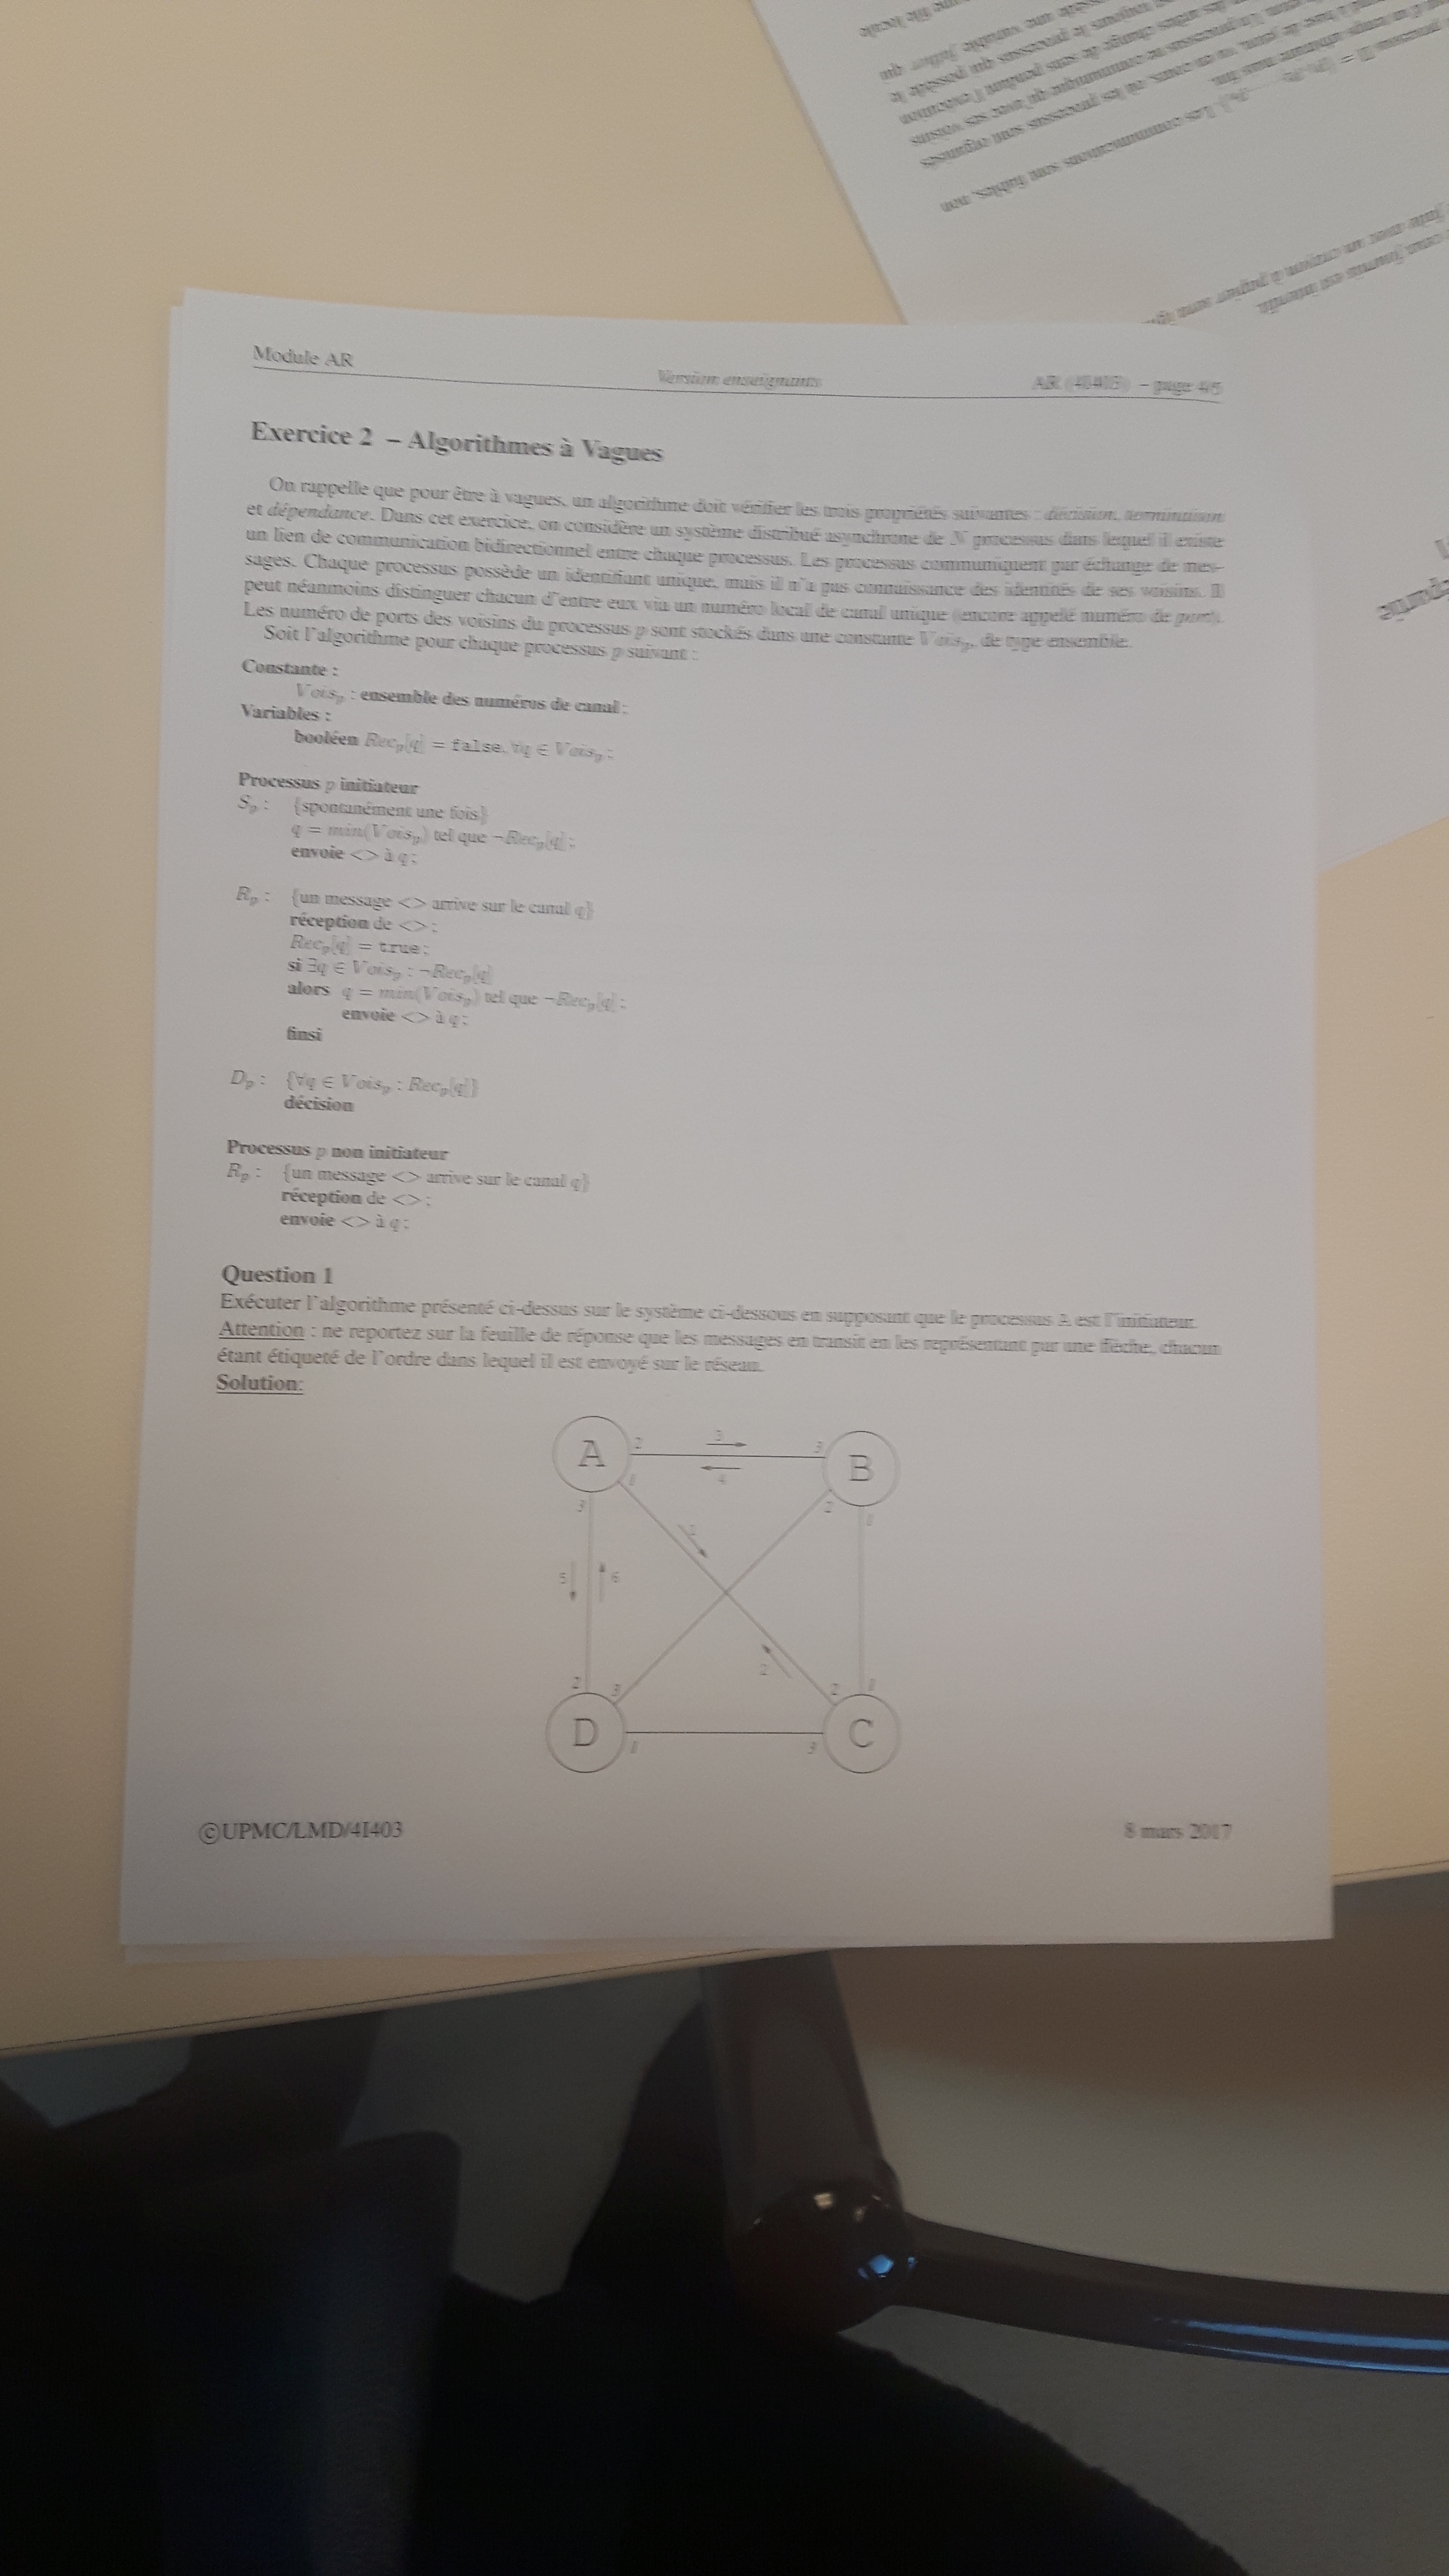 Module AR
Version enseignants
AR (4I403) – page 4/5
Exercice 2 – Algorithmes à Vagues
On rappelle que pour être à vagues, un algorithme doit vérifier les trois propriétés suivantes : décision, terminaison
et dépendance. Dans cet exercice, on considère un système distribué asynchrone de N processus dans lequel il existe
un lien de communication bidirectionnel entre chaque processus. Les processus communiquent par échange de mes-
sages. Chaque processus possède un identifiant unique, mais il n'a pas connaissance des identités de ses voisins. Il
peut néanmoins distinguer chacun d'entre eux via un numéro local de canal unique (encore appelé numéro de port).
Les numéro de ports des voisins du processus p sont stockés dans une constante Vois_p, de type ensemble.
Soit l'algorithme pour chaque processus p suivant :
Constante :
Vois_p : ensemble des numéros de canal ;
Variables :
booléen Rec_p[q] = false, ∀q ∈ Vois_p ;
Processus p initiateur
S_p : {spontanément une fois}
q = min(Vois_p) tel que ¬Rec_p[q] ;
envoie <> à q ;
R_p : {un message <> arrive sur le canal q}
réception de <> ;
Rec_p[q] = true ;
si ∃q ∈ Vois_p : ¬Rec_p[q]
alors q = min(Vois_p) tel que ¬Rec_p[q] ;
envoie <> à q ;
finsi
D_p : {∀q ∈ Vois_p : Rec_p[q]}
décision
Processus p non initiateur
R_p : {un message <> arrive sur le canal q}
réception de <> ;
envoie <> à q ;
Question 1
Exécuter l'algorithme présenté ci-dessus sur le système ci-dessous en supposant que le processus A est l'initiateur.
Attention : ne reportez sur la feuille de réponse que les messages en transit en les représentant par une flèche, chacun
étant étiqueté de l'ordre dans lequel il est envoyé sur le réseau.
Solution:
A 2 3 3 B
1 4
3 2 1
1
5 6
2
2 3 2 1
D 1 3 C
©UPMC/LMD/4I403
8 mars 2017